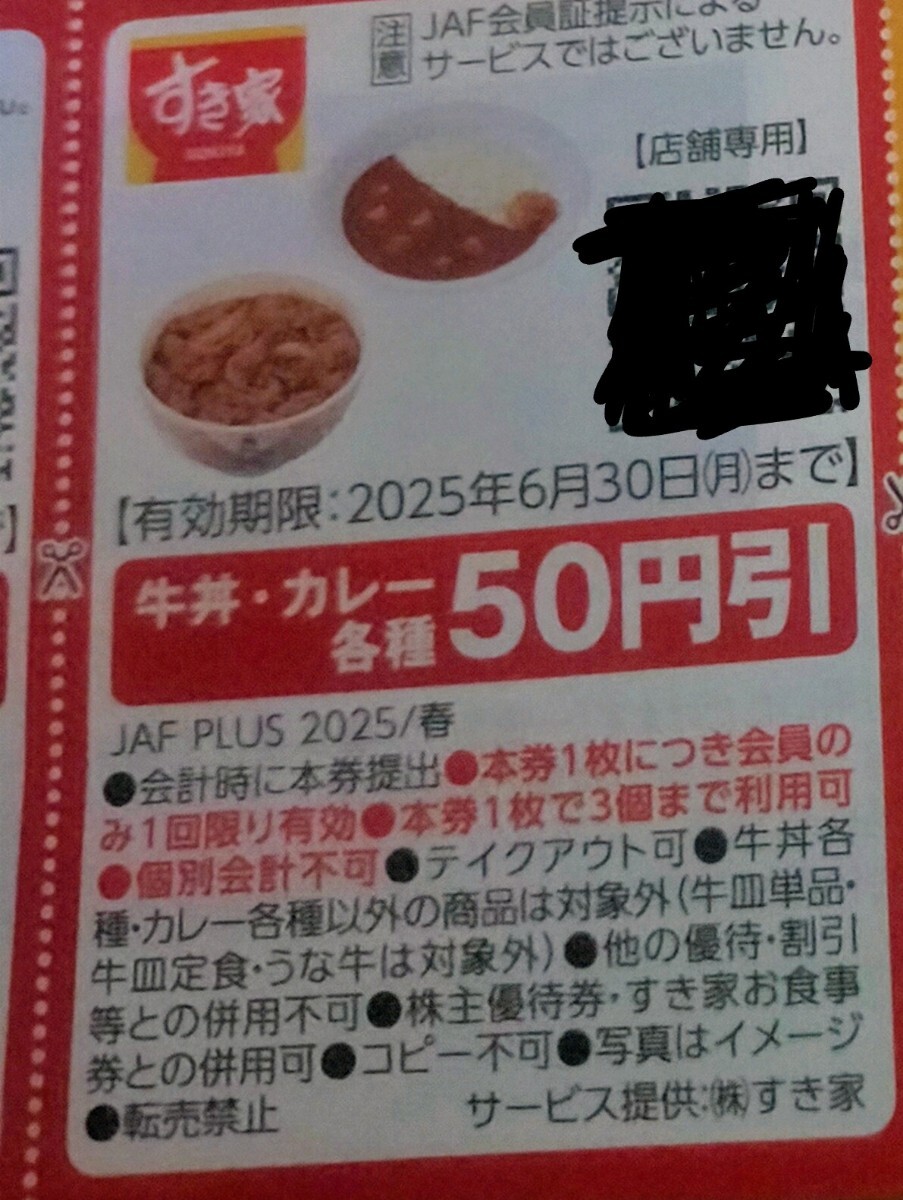 注意
JAF会員証提示による
サービスではございません。
すき家
SUKIYA
【店舗専用】
【有効期限：2025年6月30日㈪まで】
牛丼・カレー
各種
50円引
JAF PLUS 2025/春
●会計時に本券提出●本券1枚につき会員の
み1回限り有効●本券1枚で3個まで利用可
●個別会計不可●テイクアウト可●牛丼各
種・カレー各種以外の商品は対象外（牛皿単品・
牛皿定食・うな牛は対象外）●他の優待・割引
等との併用不可●株主優待券・すき家お食事
券との併用可●コピー不可●写真はイメージ
●転売禁止
サービス提供：㈱すき家